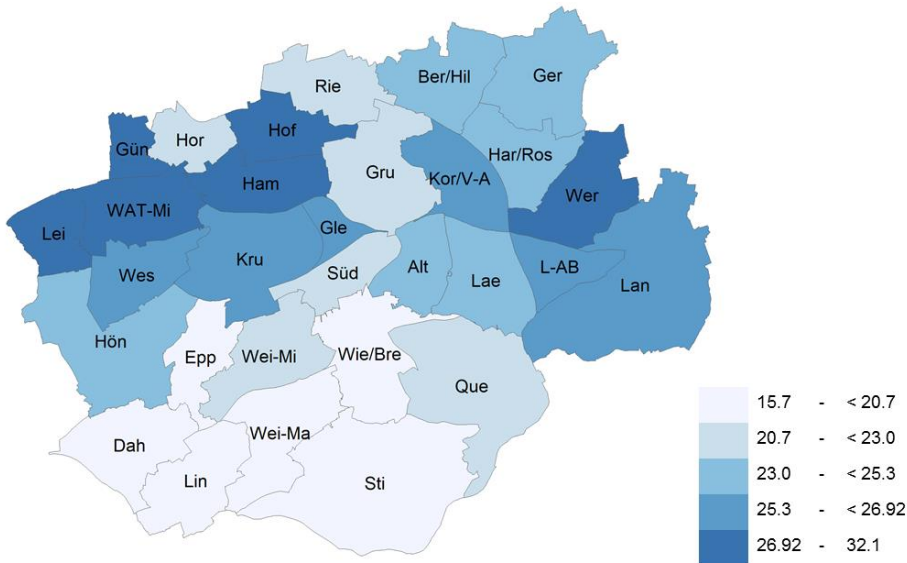 Rie
Ber/Hil
Ger
Gün
Hor
Hof
Har/Ros
Ham
Gru
Kor/V-A
Wer
Lei
WAT-Mi
Wes
Kru
Gle
Süd
Alt
Lae
L-AB
Lan
Hön
Epp
Wei-Mi
Wie/Bre
Que
Dah
Lin
Wei-Ma
Sti
15.7 - < 20.7
20.7 - < 23.0
23.0 - < 25.3
25.3 - < 26.92
26.92 - 32.1